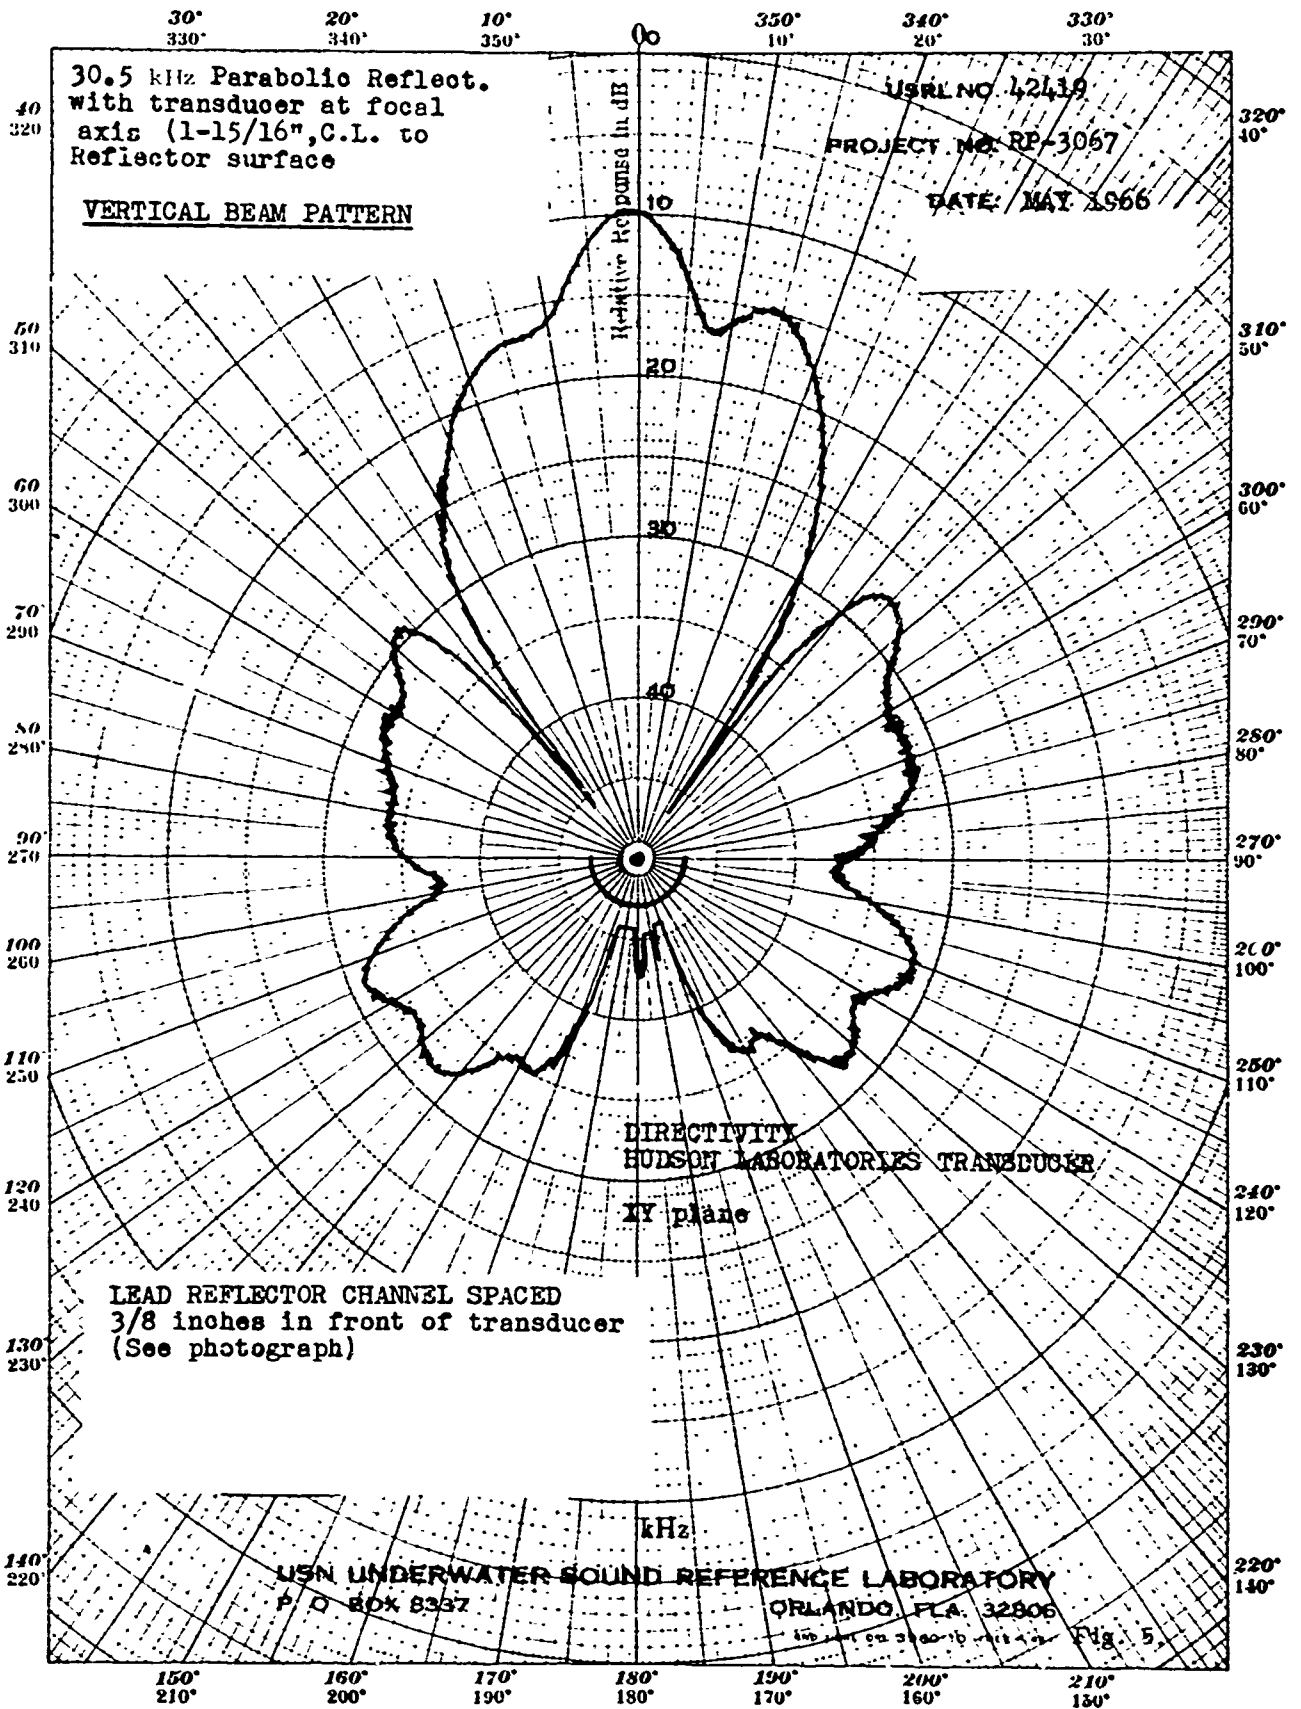 30° 20° 10° 0 350° 340° 330°
330° 340° 350° 10° 20° 30°
30.5 kHz Parabolic Reflect.
with transducer at focal
axis (1-15/16", C.L. to
Reflector surface
VERTICAL BEAM PATTERN
USRL NO. 42419
PROJECT NO. RP-3067
DATE: MAY 1966
Relative Response in dB
10
20
30
40
40
320
50
310
60
300
70
290
80
280°
90°
270
100
260
110
250
120
240
130°
230°
140°
220°
320°
40°
310°
50°
300°
60°
290°
70°
280°
80°
270°
90°
260°
100°
250°
110°
240°
120°
230°
130°
220°
140°
DIRECTIVITY
HUDSON LABORATORIES TRANSDUCER
XY plane
LEAD REFLECTOR CHANNEL SPACED
3/8 inches in front of transducer
(See photograph)
kHz
USN UNDERWATER SOUND REFERENCE LABORATORY
P. O. BOX 8337 ORLANDO, FLA. 32806
Fig. 5.
150° 160° 170° 180° 190° 200° 210°
210° 200° 190° 180° 170° 160° 150°